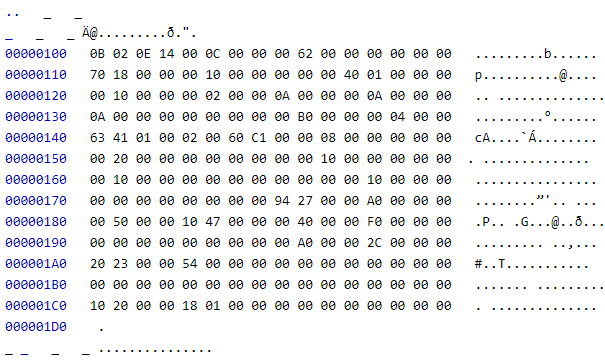 .. _ _
_ _ _ Ä@.........ð.".
00000100 0B 02 0E 14 00 0C 00 00 00 62 00 00 00 00 00 00 .........b......
00000110 70 18 00 00 00 10 00 00 00 00 00 40 01 00 00 00 p..........@....
00000120 00 10 00 00 00 02 00 00 0A 00 00 00 0A 00 00 00 .. ..............
00000130 0A 00 00 00 00 00 00 00 00 B0 00 00 00 04 00 00 .........°......
00000140 63 41 01 00 02 00 60 C1 00 00 08 00 00 00 00 00 cA....`Á........
00000150 00 20 00 00 00 00 00 00 00 00 10 00 00 00 00 00 . ..............
00000160 00 10 00 00 00 00 00 00 00 00 00 00 10 00 00 00 ................
00000170 00 00 00 00 00 00 00 00 94 27 00 00 A0 00 00 00 ........”'.. ...
00000180 00 50 00 00 10 47 00 00 00 40 00 00 F0 00 00 00 .P.. .G...@..ð...
00000190 00 00 00 00 00 00 00 00 00 A0 00 00 2C 00 00 00 ......... ..,...
000001A0 20 23 00 00 54 00 00 00 00 00 00 00 00 00 00 00 #..T...........
000001B0 00 00 00 00 00 00 00 00 00 00 00 00 00 00 00 00 ....... .........
000001C0 10 20 00 00 18 01 00 00 00 00 00 00 00 00 00 00 . ..............
000001D0 .
_ _ _ _ ...............